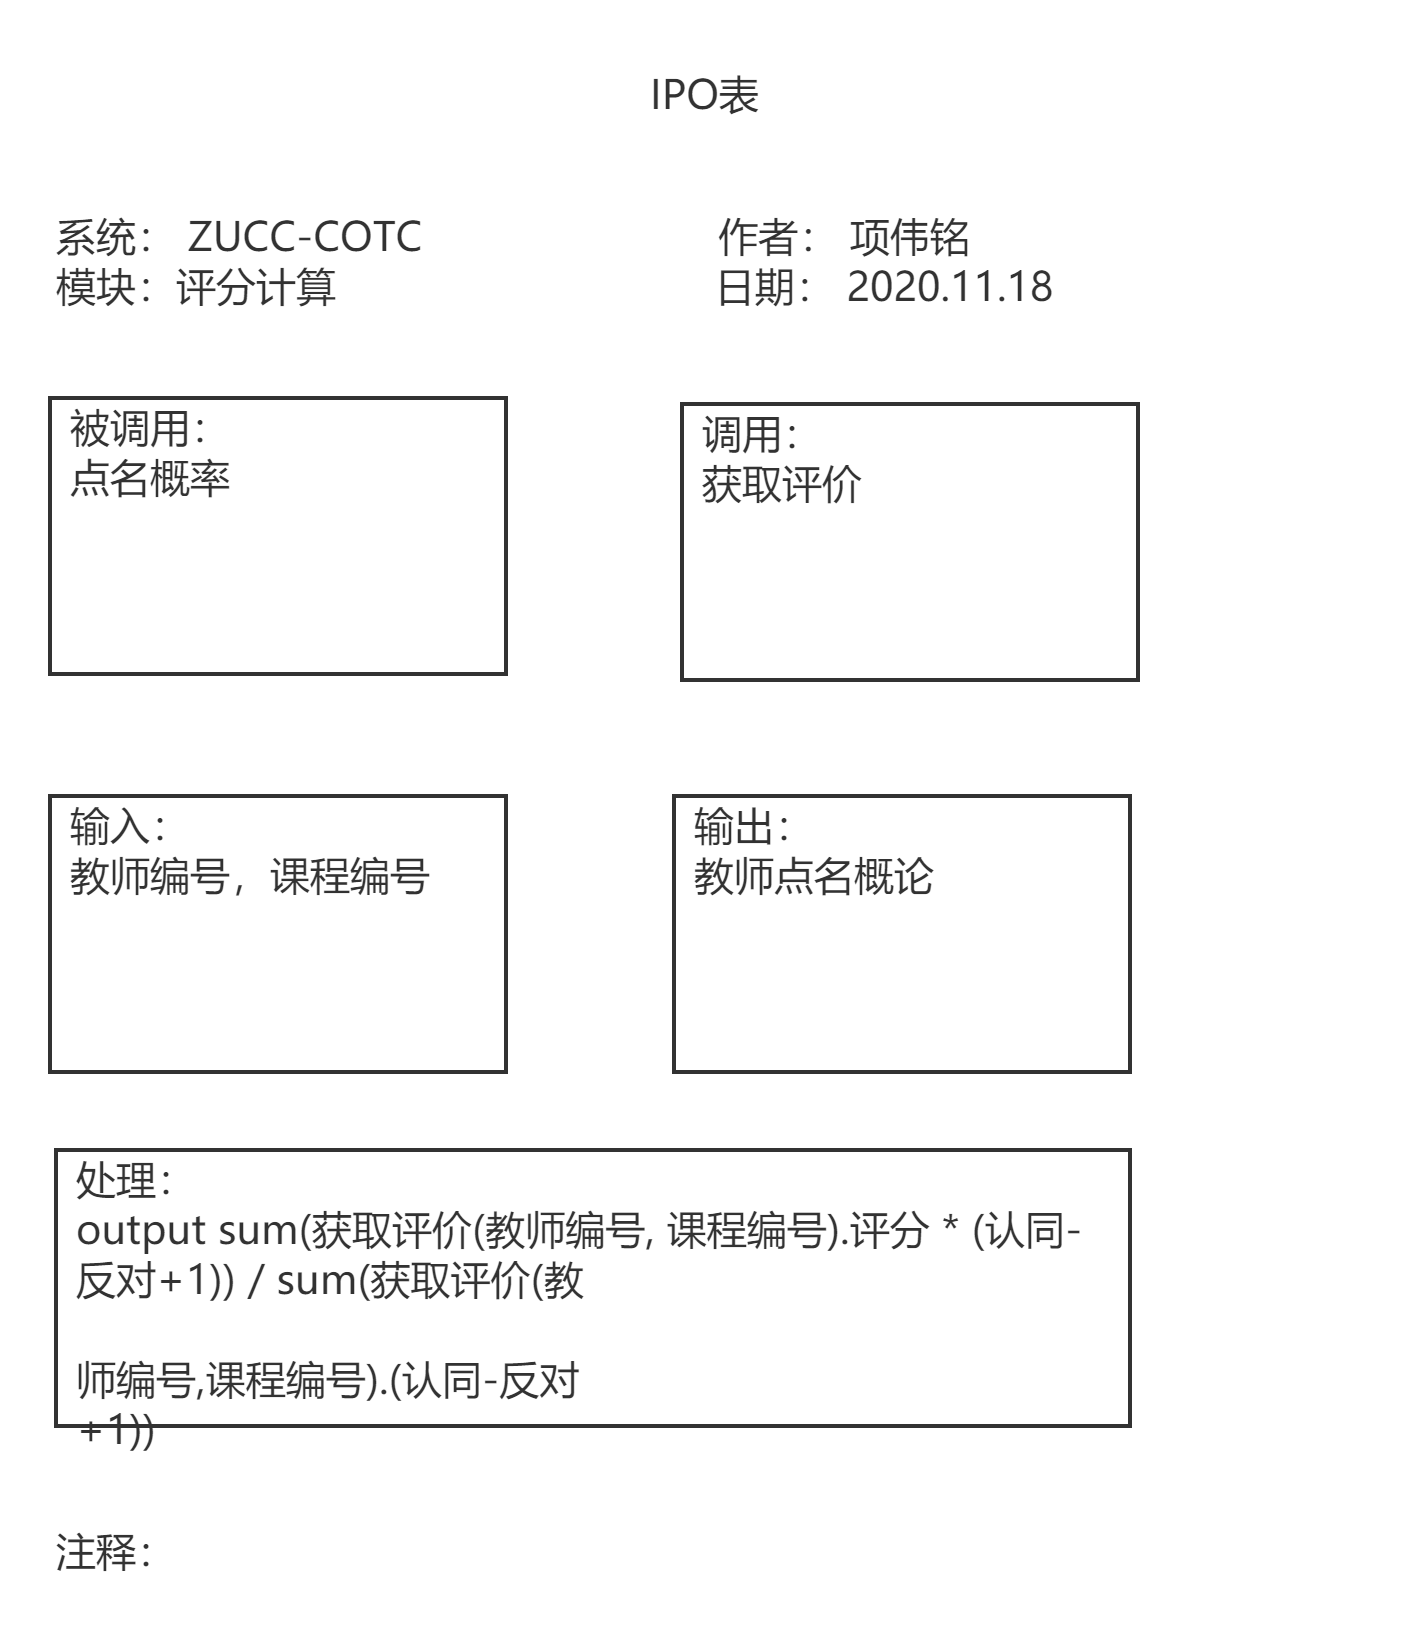 IPO表
系统： ZUCC-COTC
作者： 项伟铭
模块：评分计算
日期： 2020.11.18
被调用：
点名概率
调用：
获取评价
输入：
教师编号，课程编号
输出：
教师点名概论
处理：
output sum(获取评价(教师编号, 课程编号).评分 * (认同-
反对+1)) / sum(获取评价(教
师编号,课程编号).(认同-反对
+1))
注释：